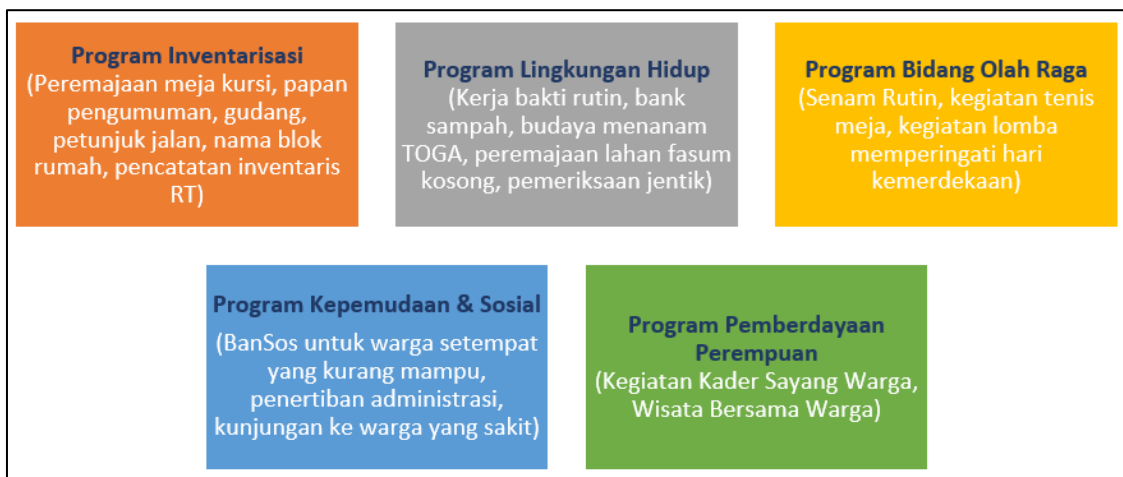 Program Inventarisasi
(Peremajaan meja kursi, papan
pengumuman, gudang,
petunjuk jalan, nama blok
rumah, pencatatan inventaris
RT)
Program Lingkungan Hidup
(Kerja bakti rutin, bank
sampah, budaya menanam
TOGA, peremajaan lahan fasum
kosong, pemeriksaan jentik)
Program Bidang Olah Raga
(Senam Rutin, kegiatan tenis
meja, kegiatan lomba
memperingati hari
kemerdekaan)
Program Kepemudaan & Sosial
(BanSos untuk warga setempat
yang kurang mampu,
penertiban administrasi,
kunjungan ke warga yang sakit)
Program Pemberdayaan
Perempuan
(Kegiatan Kader Sayang Warga,
Wisata Bersama Warga)